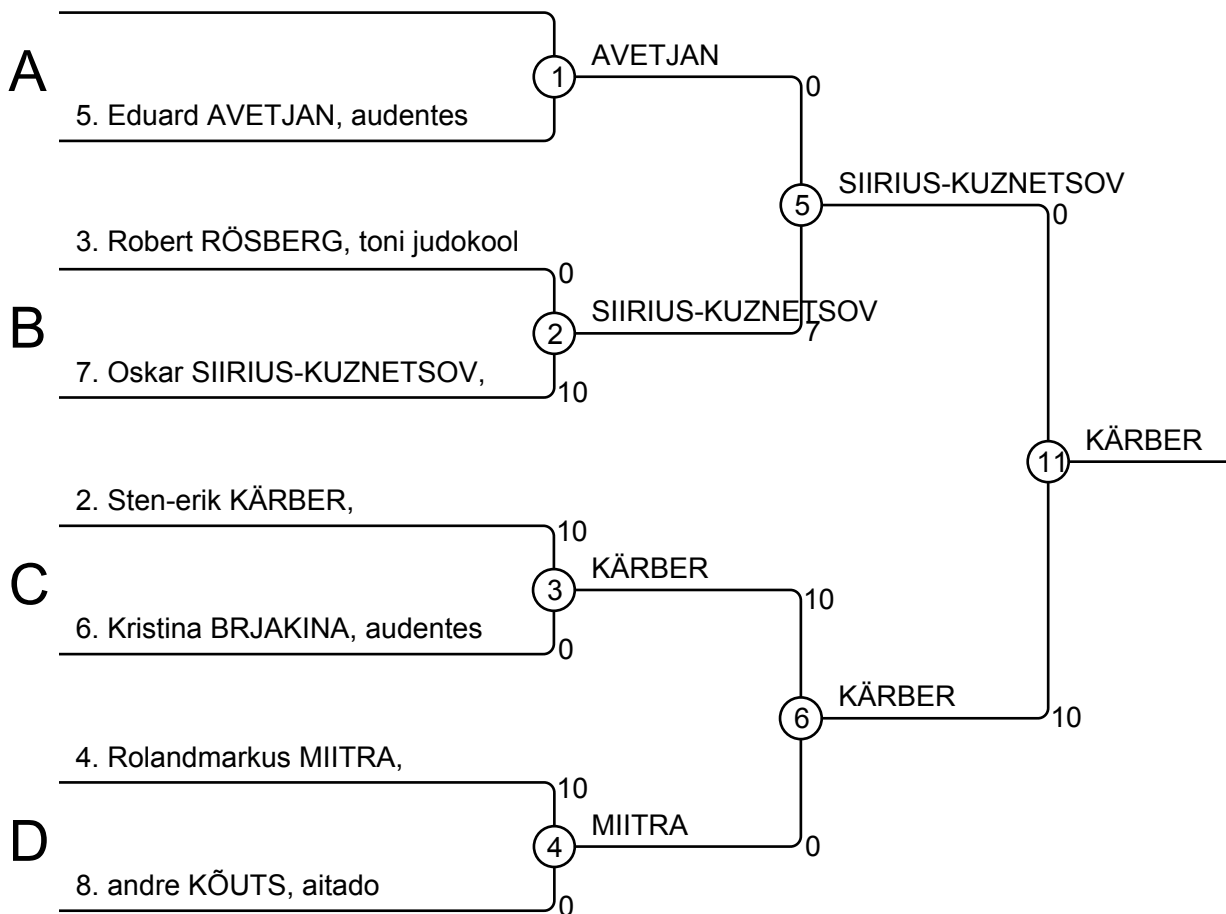 A
1
AVETJAN
0
5. Eduard AVETJAN, audentes
5
SIIRIUS-KUZNETSOV
0
3. Robert RÖSBERG, toni judokool
0
B
2
SIIRIUS-KUZNETSOV
7
7. Oskar SIIRIUS-KUZNETSOV,
10
11
KÄRBER
2. Sten-erik KÄRBER,
10
C
3
KÄRBER
10
6. Kristina BRJAKINA, audentes
0
6
KÄRBER
10
4. Rolandmarkus MIITRA,
10
D
4
MIITRA
0
8. andre KÕUTS, aitado
0